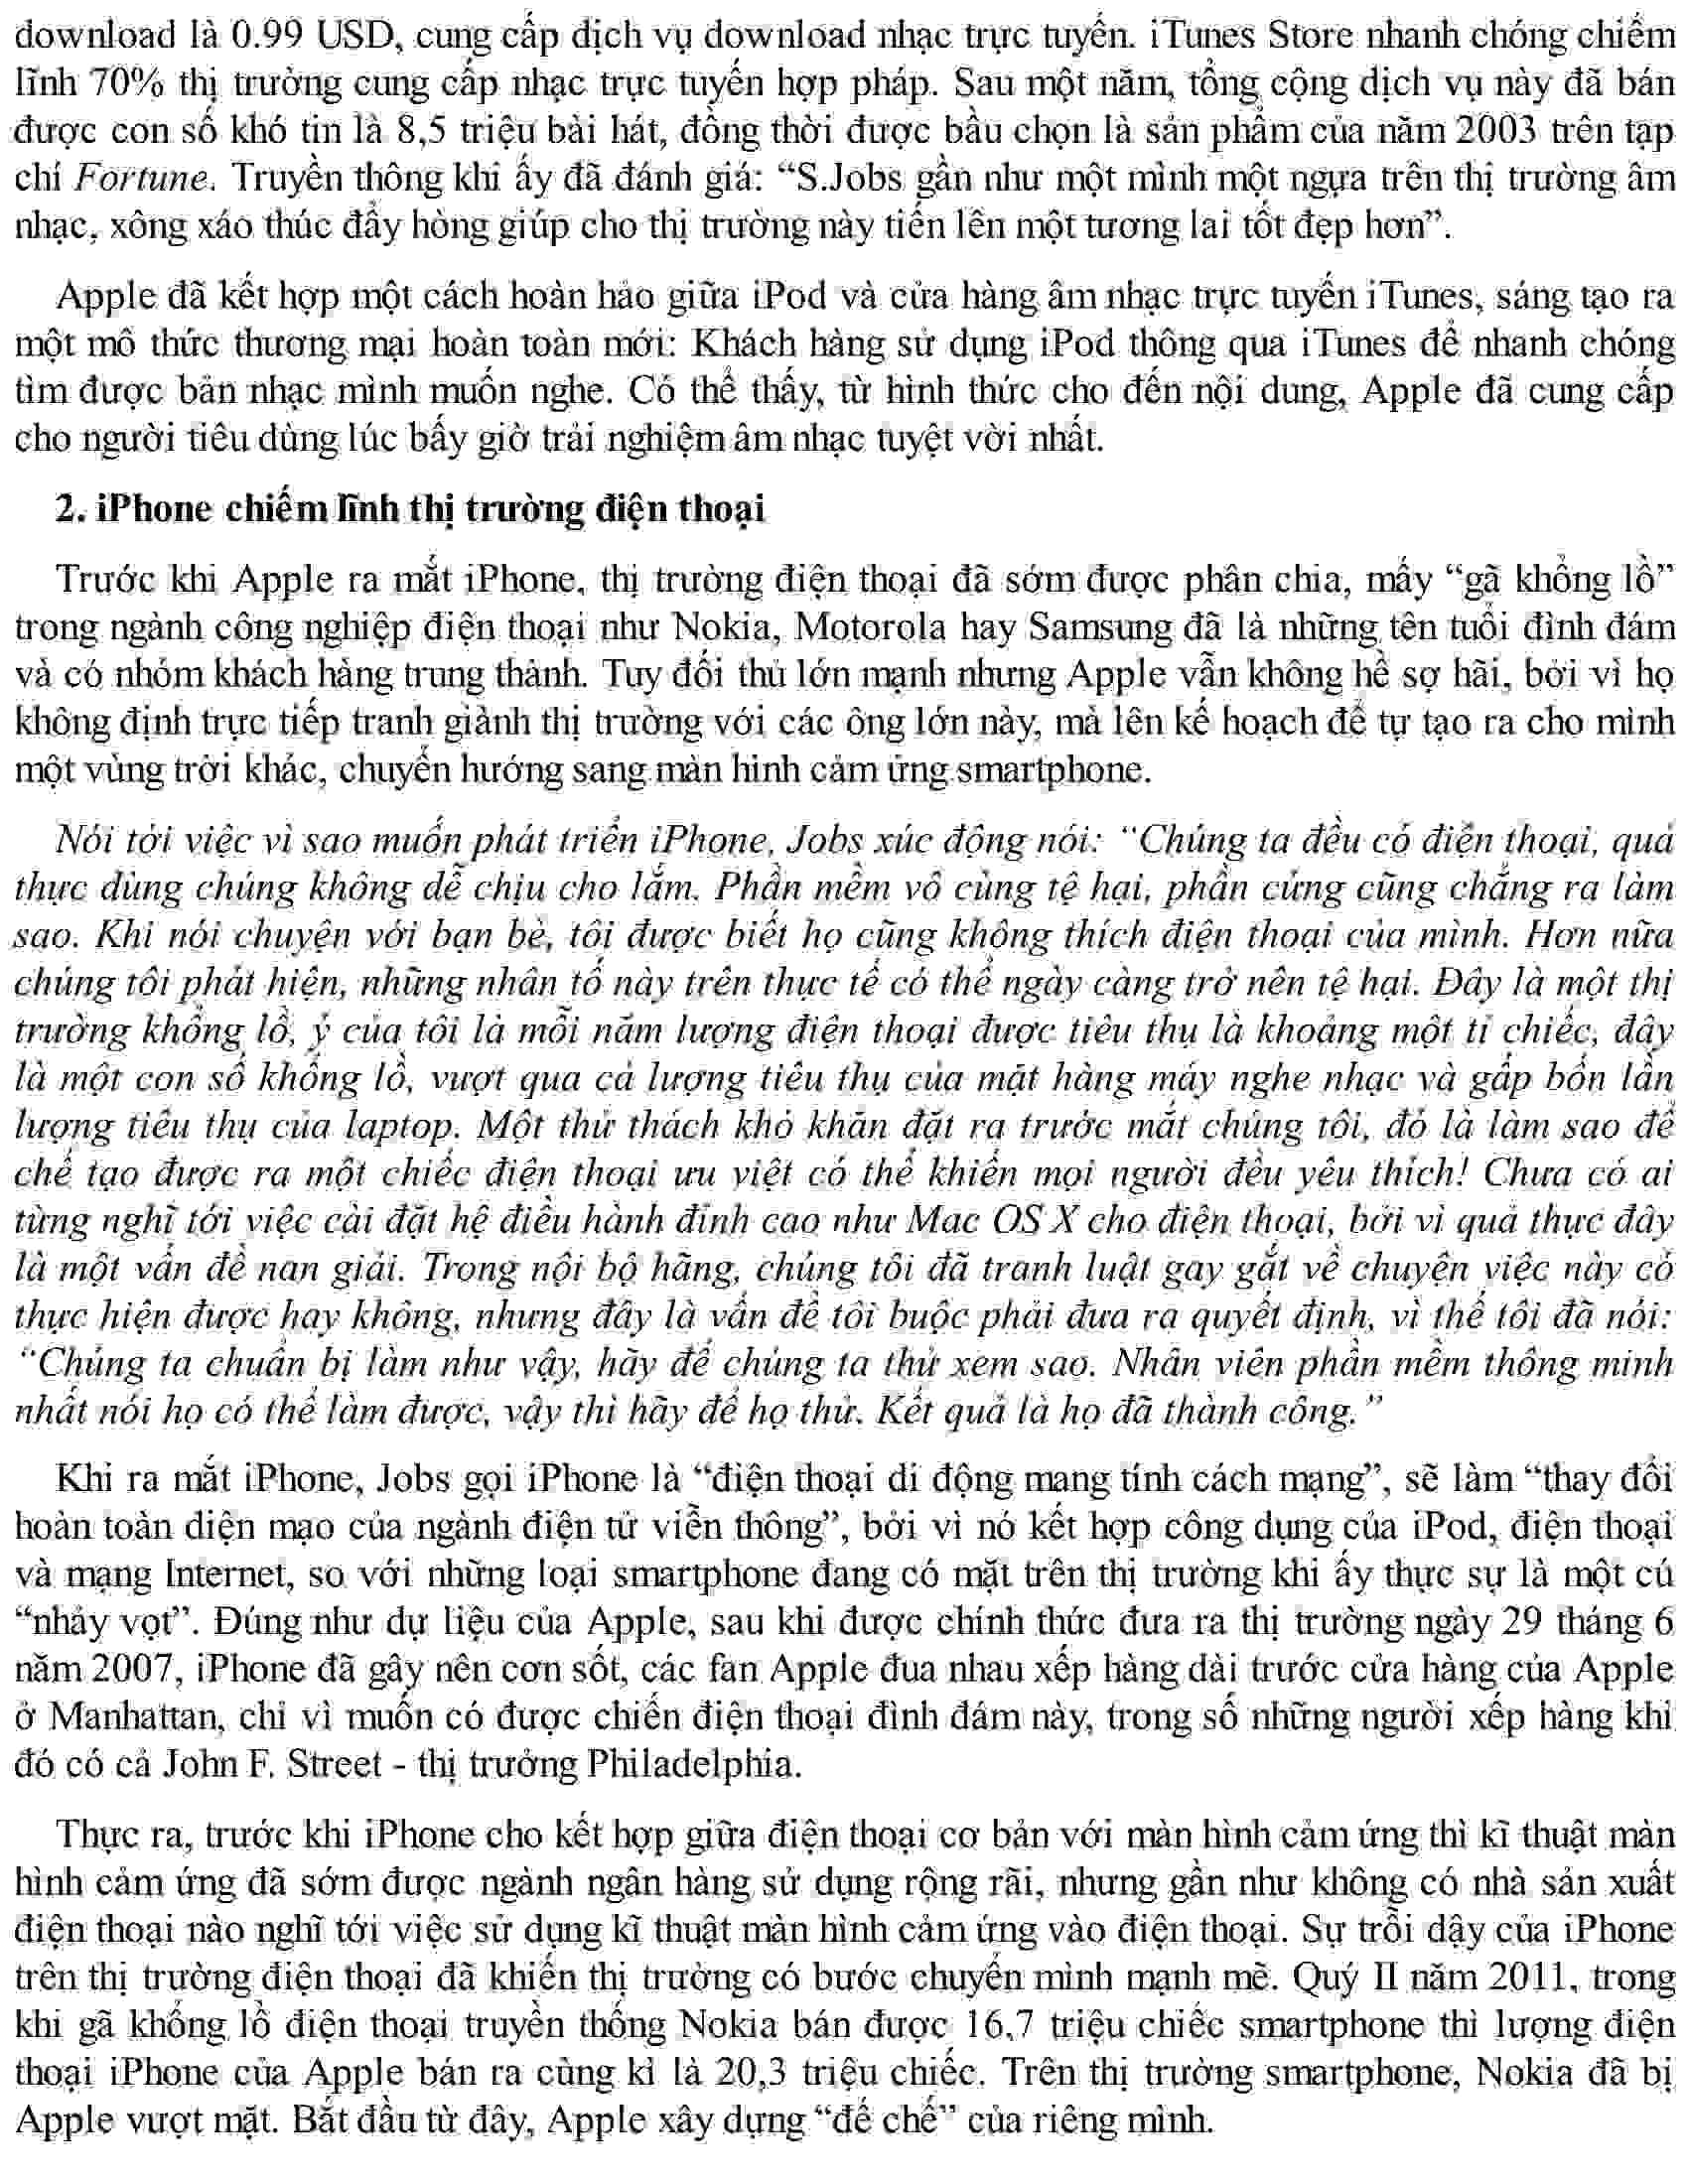 download là 0.99 USD, cung cấp dịch vụ download nhạc trực tuyến. iTunes Store nhanh chóng chiếm
lĩnh 70% thị trường cung cấp nhạc trực tuyến hợp pháp. Sau một năm, tổng cộng dịch vụ này đã bán
được con số khó tin là 8,5 triệu bài hát, đồng thời được bầu chọn là sản phẩm của năm 2003 trên tạp
chí Fortune. Truyền thông khi ấy đã đánh giá: “S.Jobs gần như một mình một ngựa trên thị trường âm
nhạc, xông xáo thúc đẩy hòng giúp cho thị trường này tiến lên một tương lai tốt đẹp hơn”.
Apple đã kết hợp một cách hoàn hảo giữa iPod và cửa hàng âm nhạc trực tuyến iTunes, sáng tạo ra
một mô thức thương mại hoàn toàn mới: Khách hàng sử dụng iPod thông qua iTunes để nhanh chóng
tìm được bản nhạc mình muốn nghe. Có thể thấy, từ hình thức cho đến nội dung, Apple đã cung cấp
cho người tiêu dùng lúc bấy giờ trải nghiệm âm nhạc tuyệt vời nhất.
2. iPhone chiếm lĩnh thị trường điện thoại
Trước khi Apple ra mắt iPhone, thị trường điện thoại đã sớm được phân chia, mấy “gã khổng lồ”
trong ngành công nghiệp điện thoại như Nokia, Motorola hay Samsung đã là những tên tuổi đình đám
và có nhóm khách hàng trung thành. Tuy đối thủ lớn mạnh nhưng Apple vẫn không hề sợ hãi, bởi vì họ
không định trực tiếp tranh giành thị trường với các ông lớn này, mà lên kế hoạch để tự tạo ra cho mình
một vùng trời khác, chuyển hướng sang màn hình cảm ứng smartphone.
Nói tới việc vì sao muốn phát triển iPhone, Jobs xúc động nói: “Chúng ta đều có điện thoại, quả
thực dùng chúng không dễ chịu cho lắm. Phần mềm vô cùng tệ hại, phần cứng cũng chẳng ra làm
sao. Khi nói chuyện với bạn bè, tôi được biết họ cũng không thích điện thoại của mình. Hơn nữa
chúng tôi phát hiện, những nhân tố này trên thực tế có thể ngày càng trở nên tệ hại. Đây là một thị
trường khổng lồ, ý của tôi là mỗi năm lượng điện thoại được tiêu thụ là khoảng một tỉ chiếc, đây
là một con số khổng lồ, vượt qua cả lượng tiêu thụ của mặt hàng máy nghe nhạc và gấp bốn lần
lượng tiêu thụ của laptop. Một thử thách khó khăn đặt ra trước mắt chúng tôi, đó là làm sao để
chế tạo được ra một chiếc điện thoại ưu việt có thể khiến mọi người đều yêu thích! Chưa có ai
từng nghĩ tới việc cài đặt hệ điều hành đỉnh cao như Mac OS X cho điện thoại, bởi vì quả thực đây
là một vấn đề nan giải. Trong nội bộ hãng, chúng tôi đã tranh luật gay gắt về chuyện việc này có
thực hiện được hay không, nhưng đây là vấn đề tôi buộc phải đưa ra quyết định, vì thế tôi đã nói:
“Chúng ta chuẩn bị làm như vậy, hãy để chúng ta thử xem sao. Nhân viên phần mềm thông minh
nhất nói họ có thể làm được, vậy thì hãy để họ thử. Kết quả là họ đã thành công.”
Khi ra mắt iPhone, Jobs gọi iPhone là “điện thoại di động mang tính cách mạng”, sẽ làm “thay đổi
hoàn toàn diện mạo của ngành điện tử viễn thông”, bởi vì nó kết hợp công dụng của iPod, điện thoại
và mạng Internet, so với những loại smartphone đang có mặt trên thị trường khi ấy thực sự là một cú
“nhảy vọt”. Đúng như dự liệu của Apple, sau khi được chính thức đưa ra thị trường ngày 29 tháng 6
năm 2007, iPhone đã gây nên cơn sốt, các fan Apple đua nhau xếp hàng dài trước cửa hàng của Apple
ở Manhattan, chỉ vì muốn có được chiến điện thoại đình đám này, trong số những người xếp hàng khi
đó có cả John F. Street - thị trưởng Philadelphia.
Thực ra, trước khi iPhone cho kết hợp giữa điện thoại cơ bản với màn hình cảm ứng thì kĩ thuật màn
hình cảm ứng đã sớm được ngành ngân hàng sử dụng rộng rãi, nhưng gần như không có nhà sản xuất
điện thoại nào nghĩ tới việc sử dụng kĩ thuật màn hình cảm ứng vào điện thoại. Sự trỗi dậy của iPhone
trên thị trường điện thoại đã khiến thị trường có bước chuyển mình mạnh mẽ. Quý II năm 2011, trong
khi gã khổng lồ điện thoại truyền thống Nokia bán được 16,7 triệu chiếc smartphone thì lượng điện
thoại iPhone của Apple bán ra cùng kì là 20,3 triệu chiếc. Trên thị trường smartphone, Nokia đã bị
Apple vượt mặt. Bắt đầu từ đây, Apple xây dựng “đế chế” của riêng mình.